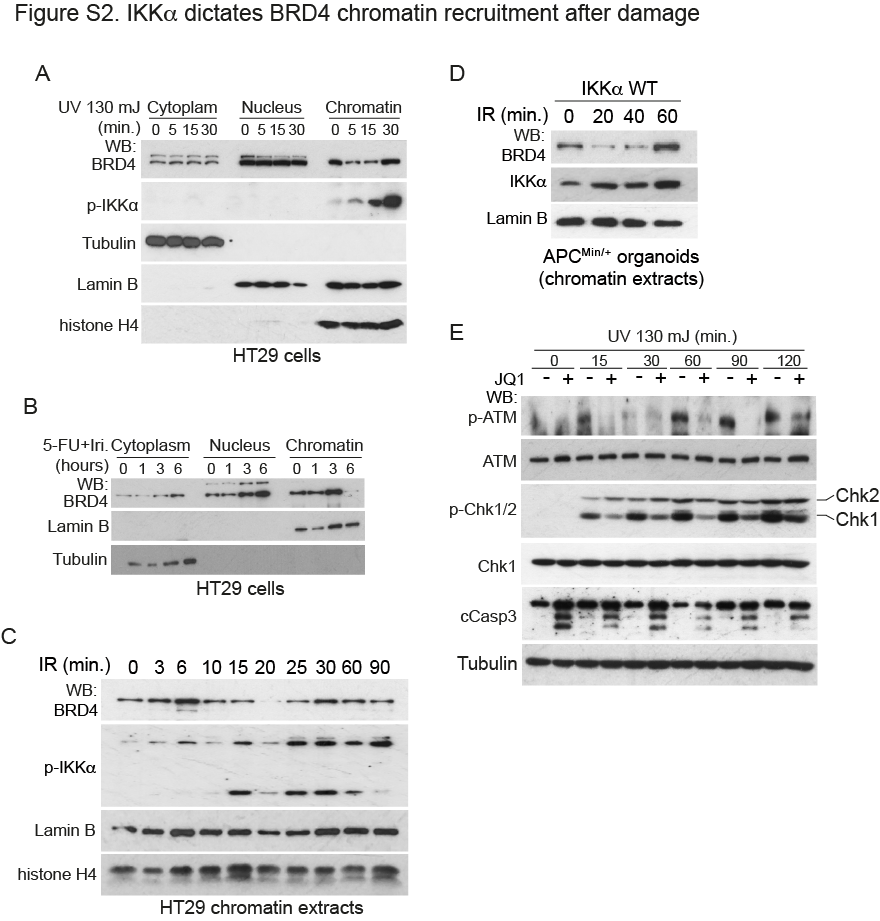 Figure S2. IKKα dictates BRD4 chromatin recruitment after damage
A
UV 130 mJ Cytoplam Nucleus Chromatin
(min.) 0 5 15 30 0 5 15 30 0 5 15 30
WB:
BRD4
p-IKKα
Tubulin
Lamin B
histone H4
HT29 cells
B
5-FU+Iri. Cytoplasm Nucleus Chromatin
(hours) 0 1 3 6 0 1 3 6 0 1 3 6
WB:
BRD4
Lamin B
Tubulin
HT29 cells
C
IR (min.) 0 3 6 10 15 20 25 30 60 90
WB:
BRD4
p-IKKα
Lamin B
histone H4
HT29 chromatin extracts
D
IKKα WT
IR (min.) 0 20 40 60
WB:
BRD4
IKKα
Lamin B
APCMin/+ organoids
(chromatin extracts)
E
UV 130 mJ (min.)
0 15 30 60 90 120
JQ1 - + - + - + - + - + - +
WB:
p-ATM
ATM
p-Chk1/2
Chk2
Chk1
Chk1
cCasp3
Tubulin